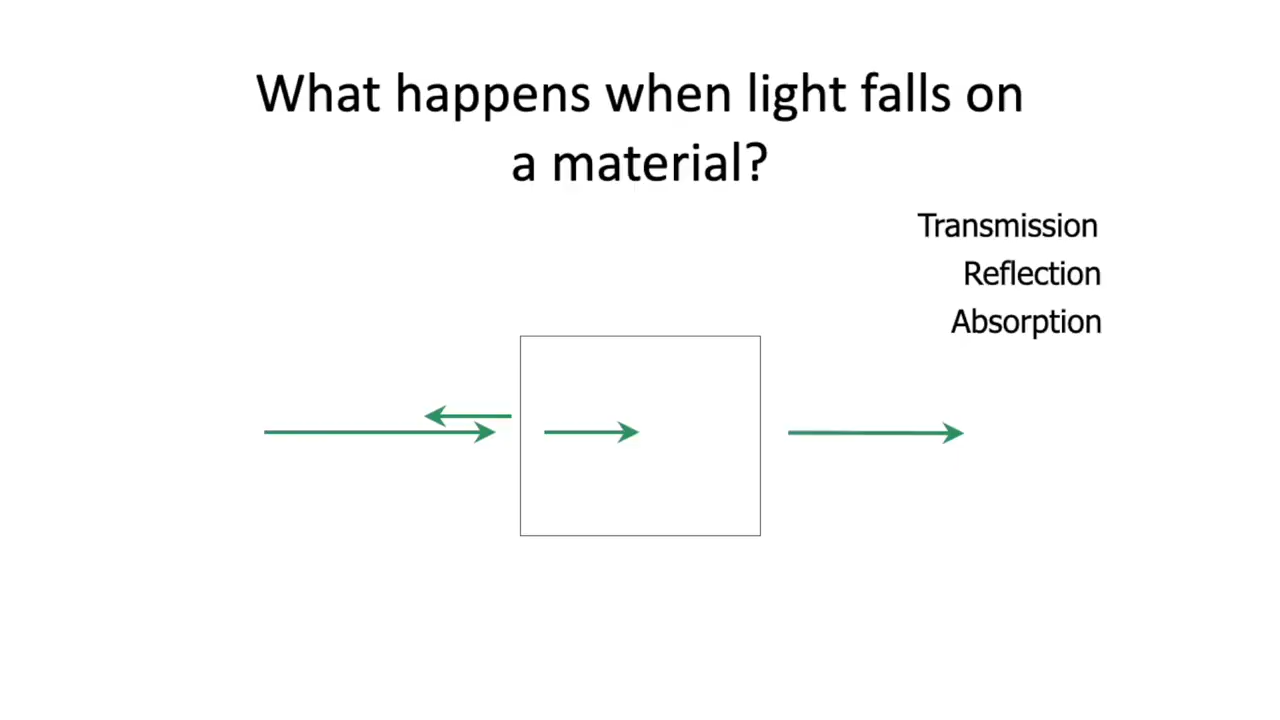 What happens when light falls on
a material?
Transmission
Reflection
Absorption